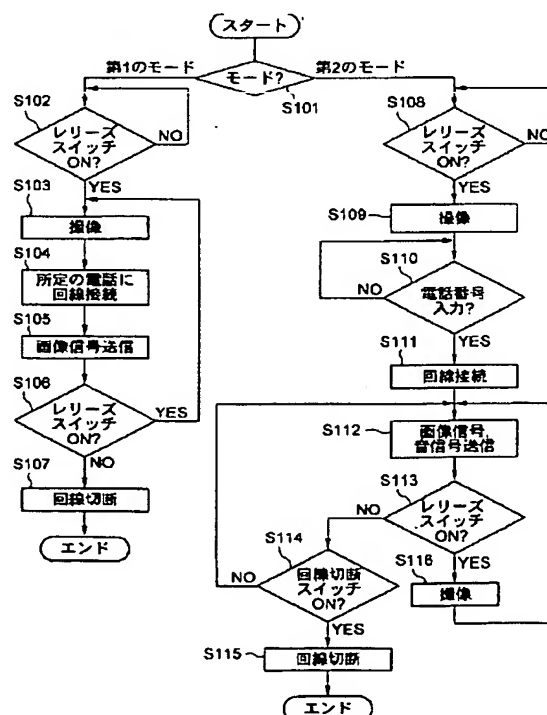 スタート
第1のモード
モード?
第2のモード
S101
S102
レリーズ
スイッチ
ON?
NO
YES
S103
撮像
S104
所定の電話に
回線接続
S105
画像信号送信
S106
レリーズ
スイッチ
ON?
YES
NO
S107
回線切断
エンド
S108
レリーズ
スイッチ
ON?
NO
YES
S109
撮像
S110
NO
電話番号
入力?
YES
S111
回線接続
S112
画像信号,
音信号送信
S113
NO
レリーズ
スイッチ
ON?
YES
S114
NO
回線切断
スイッチ
ON?
YES
S116
撮像
S115
回線切断
エンド